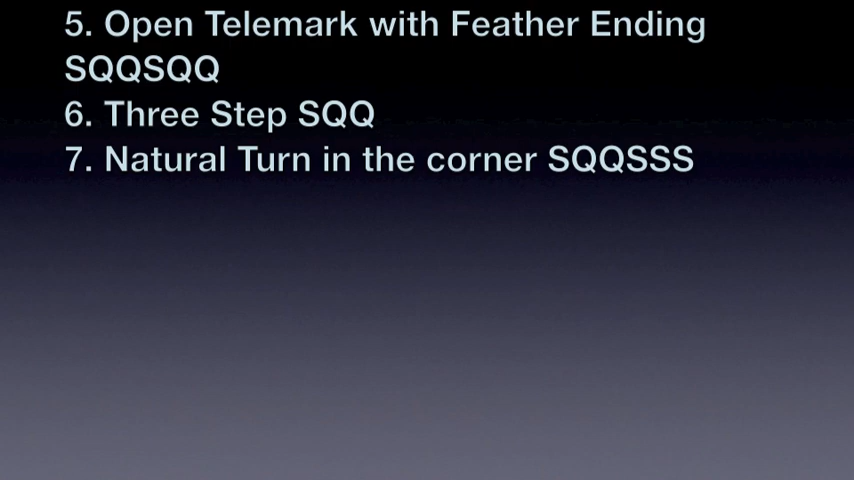 5. Open Telemark with Feather Ending
SQQSQQ
6. Three Step SQQ
7. Natural Turn in the corner SQQSSS